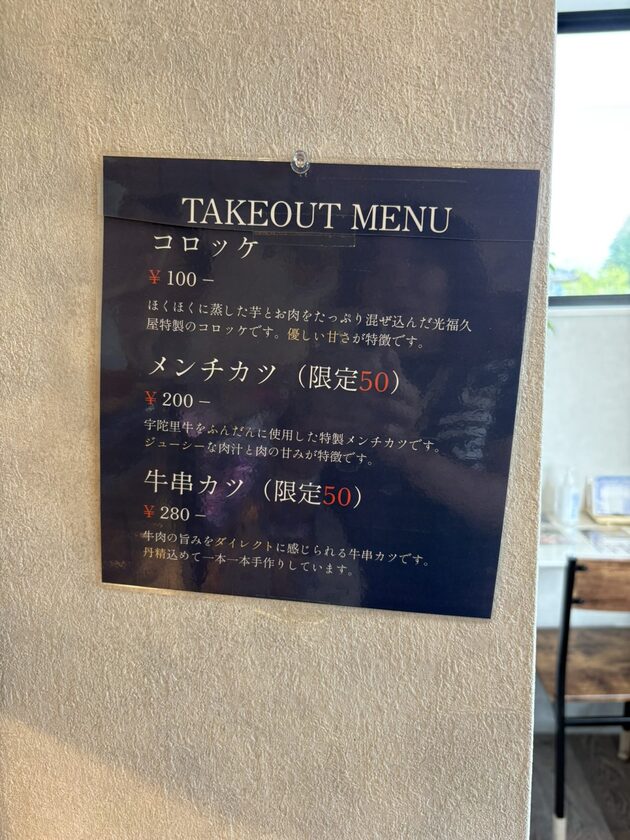 TAKEOUT MENU
コロッケ
¥ 100 –
ほくほくに蒸した芋とお肉をたっぷり混ぜ込んだ光福久
屋特製のコロッケです。優しい甘さが特徴です。
メンチカツ（限定50）
¥ 200 –
宇陀里牛をふんだんに使用した特製メンチカツです。
ジューシーな肉汁と肉の甘みが特徴です。
牛串カツ（限定50）
¥ 280 –
牛肉の旨みをダイレクトに感じられる牛串カツです。
丹精込めて一本一本手作りしています。